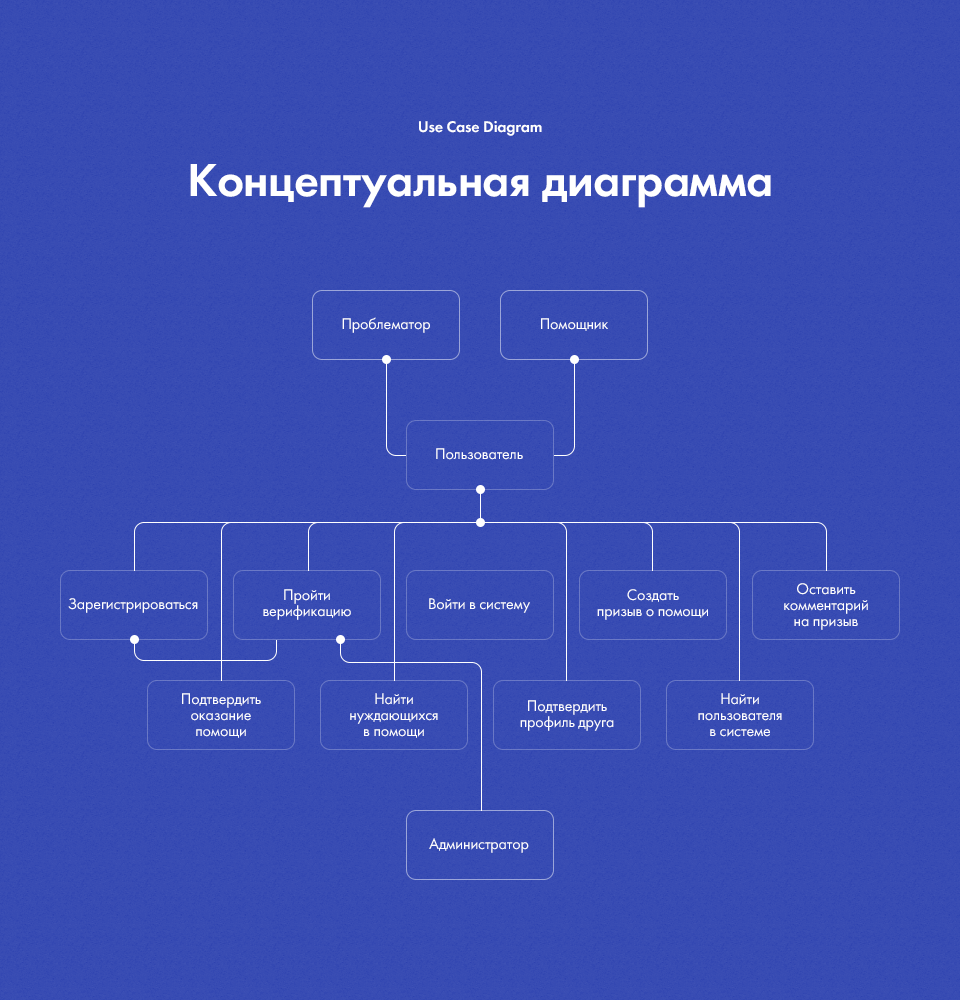 Use Case Diagram
Концептуальная диаграмма
Проблематор
Помощник
Пользователь
Зарегистрироваться
Пройти
верификацию
Войти в систему
Создать
призыв о помощи
Оставить
комментарий
на призыв
Подтвердить
оказание
помощи
Найти
нуждающихся
в помощи
Подтвердить
профиль друга
Найти
пользователя
в системе
Администратор